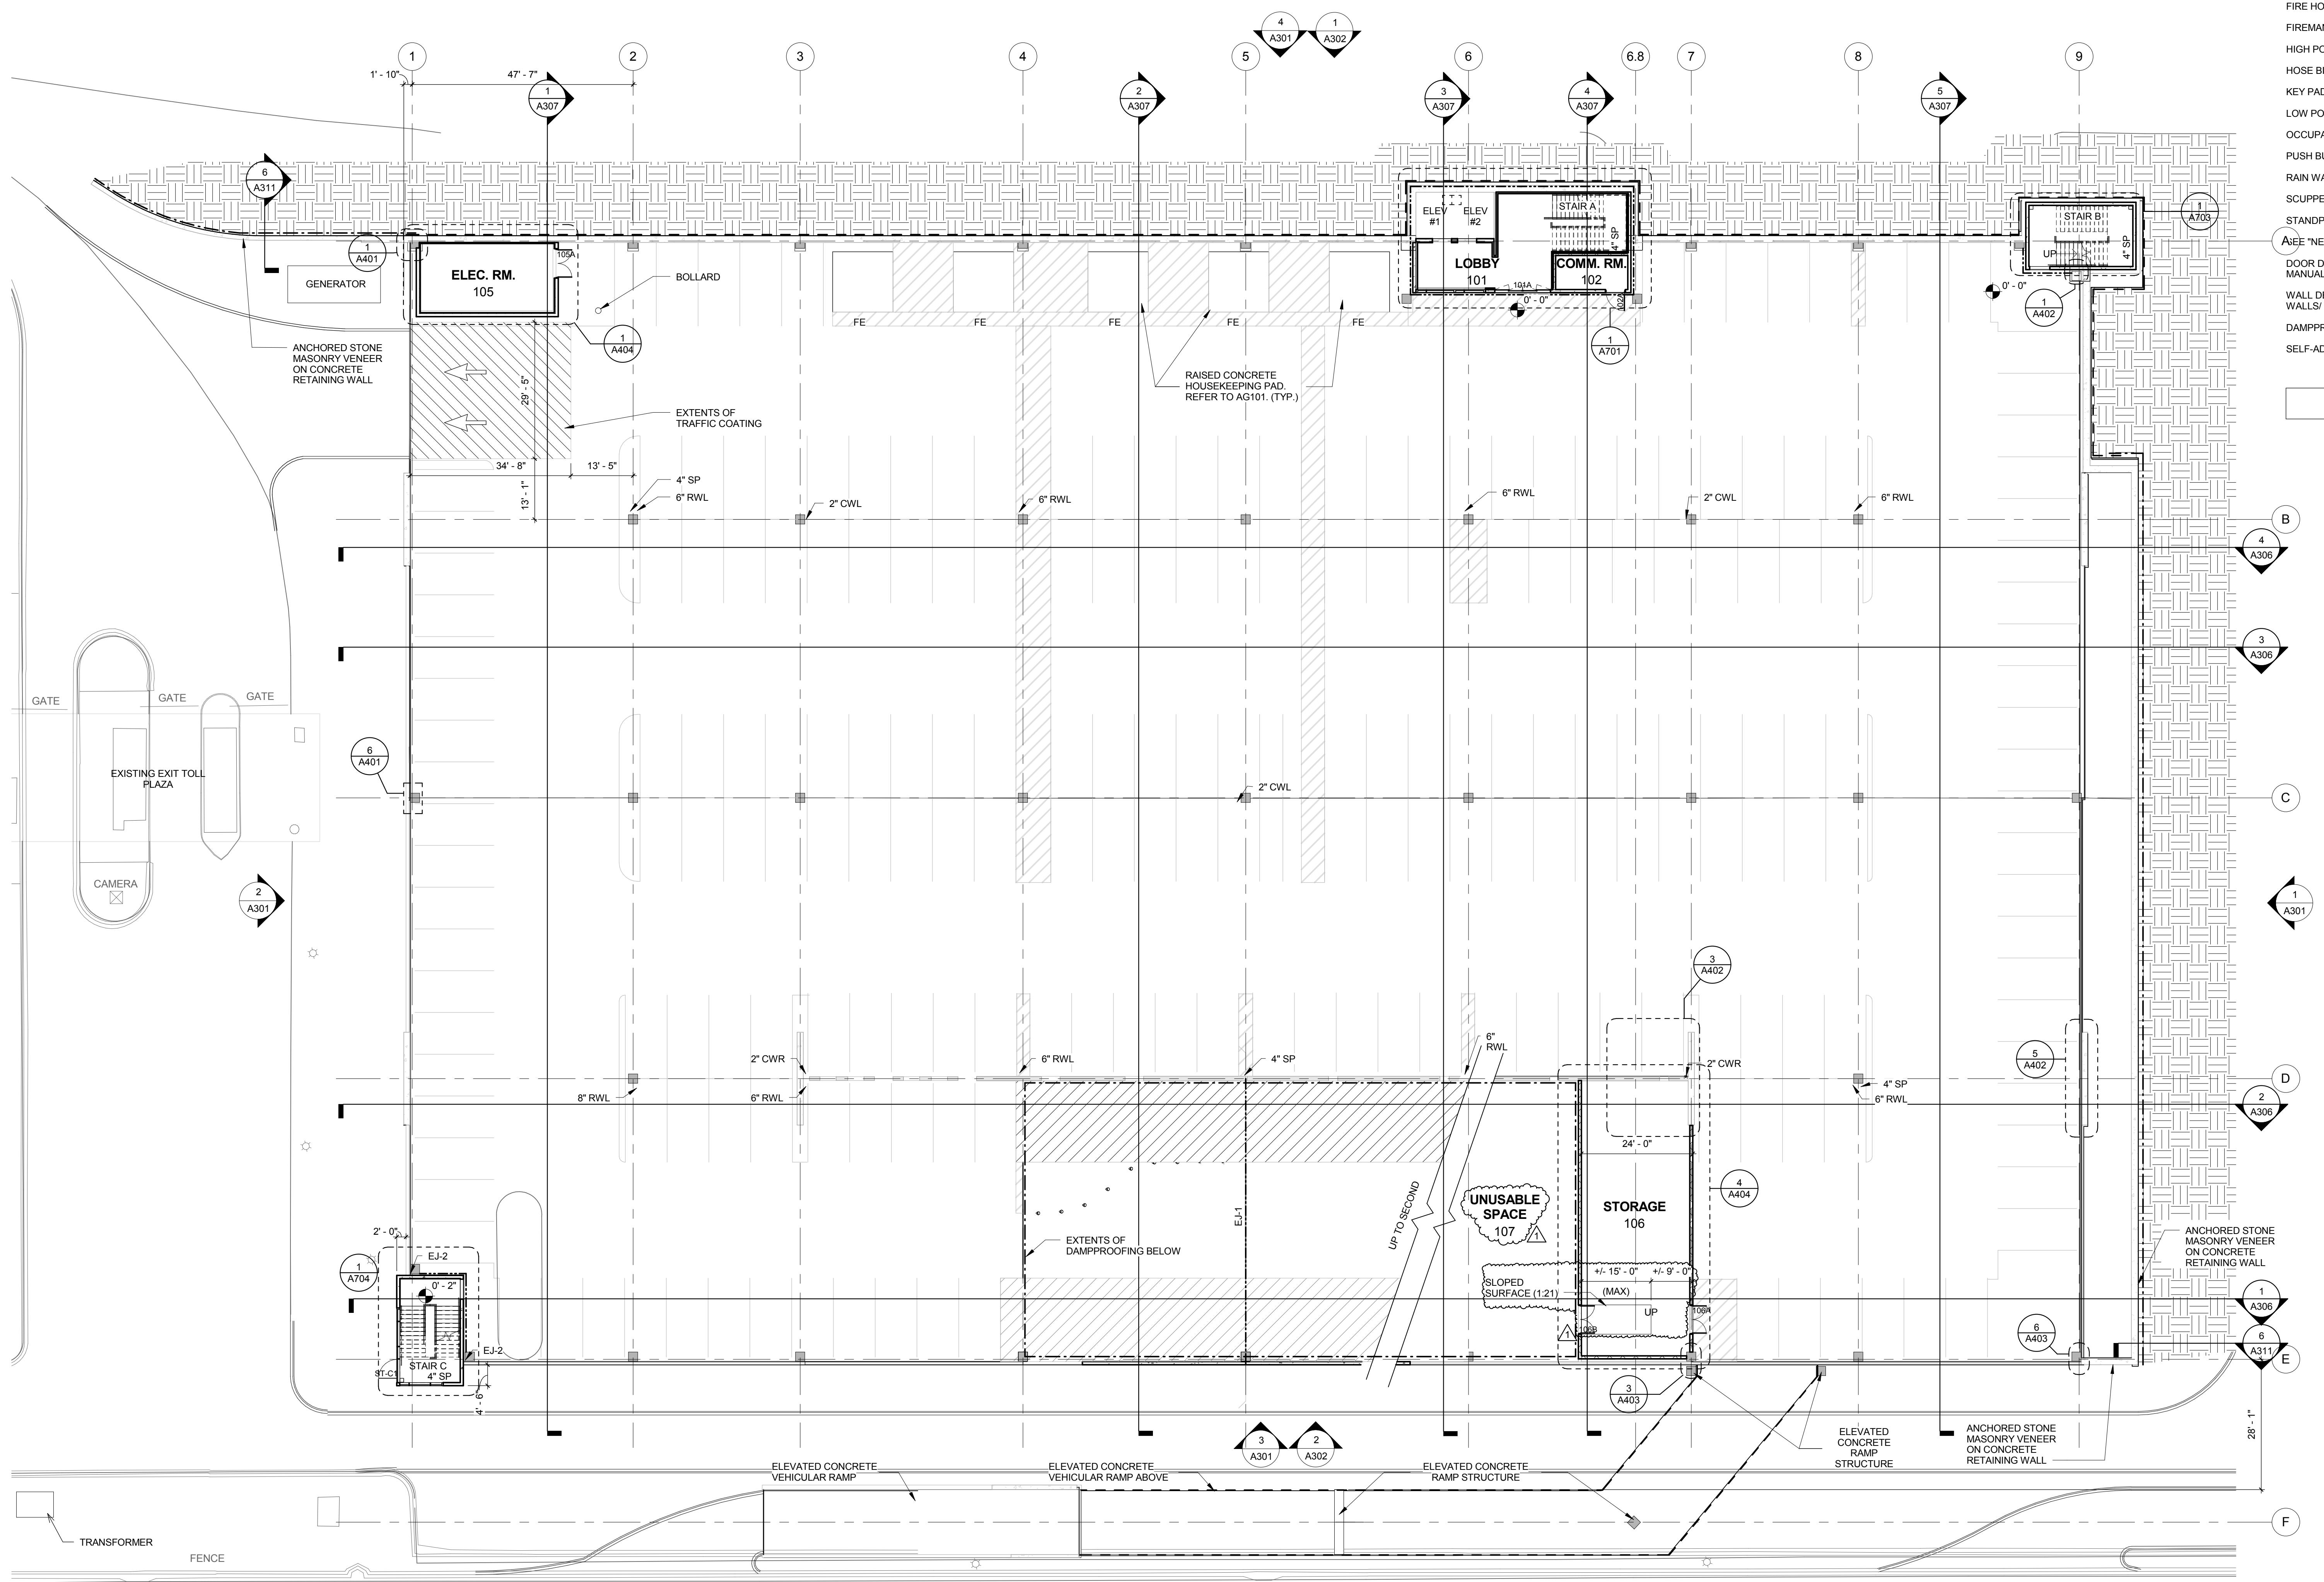 4
A301
1
A302
1
2
3
4
5
6
6.8
7
8
9
1' - 10"
47' - 7"
1
A307
2
A307
3
A307
4
A307
5
A307
FIRE HO
FIREMAN
HIGH PO
HOSE BI
KEY PAD
LOW PO
OCCUPA
PUSH BU
RAIN WA
SCUPPE
STANDP
SEE "NE
DOOR D
MANUAL
WALL DE
WALLS/
DAMPPR
SELF-AD
6
A311
1
A401
GENERATOR
ELEC. RM.
105
105A
BOLLARD
ELEV
#1
ELEV
#2
STAIR A
4" SP
LOBBY
101
COMM. RM.
102
101A
102A
0' - 0"
STAIR B
4" SP
UP
1
A703
A
0' - 0"
1
A402
FE
FE
FE
FE
FE
1
A404
1
A701
ANCHORED STONE
MASONRY VENEER
ON CONCRETE
RETAINING WALL
29' - 5"
RAISED CONCRETE
HOUSEKEEPING PAD.
REFER TO AG101. (TYP.)
EXTENTS OF
TRAFFIC COATING
34' - 8"
13' - 5"
13' - 1"
4" SP
6" RWL
2" CWL
6" RWL
6" RWL
2" CWL
6" RWL
B
4
A306
3
A306
GATE
GATE
GATE
EXISTING EXIT TOLL
PLAZA
6
A401
2" CWL
C
CAMERA
2
A301
1
A301
3
A402
2" CWR
6" RWL
4" SP
6"
RWL
2" CWR
5
A402
D
8" RWL
6" RWL
4" SP
6" RWL
2
A306
24' - 0"
4
A404
UNUSABLE
SPACE
107
1
STORAGE
106
UP TO SECOND
EJ-1
EXTENTS OF
DAMPPROOFING BELOW
2' - 0"
EJ-2
1
A704
0' - 2"
SLOPED
SURFACE (1:21)
(MAX)
+/- 15' - 0"
+/- 9' - 0"
UP
106A
106B
1
ANCHORED STONE
MASONRY VENEER
ON CONCRETE
RETAINING WALL
1
A306
6
A403
6
A311
E
EJ-2
STAIR C
4" SP
ST-C1
4' - 6"
3
A403
3
A301
2
A302
ELEVATED
CONCRETE
RAMP
STRUCTURE
ANCHORED STONE
MASONRY VENEER
ON CONCRETE
RETAINING WALL
28' - 1"
ELEVATED CONCRETE
VEHICULAR RAMP
ELEVATED CONCRETE
VEHICULAR RAMP ABOVE
ELEVATED CONCRETE
RAMP STRUCTURE
F
TRANSFORMER
FENCE